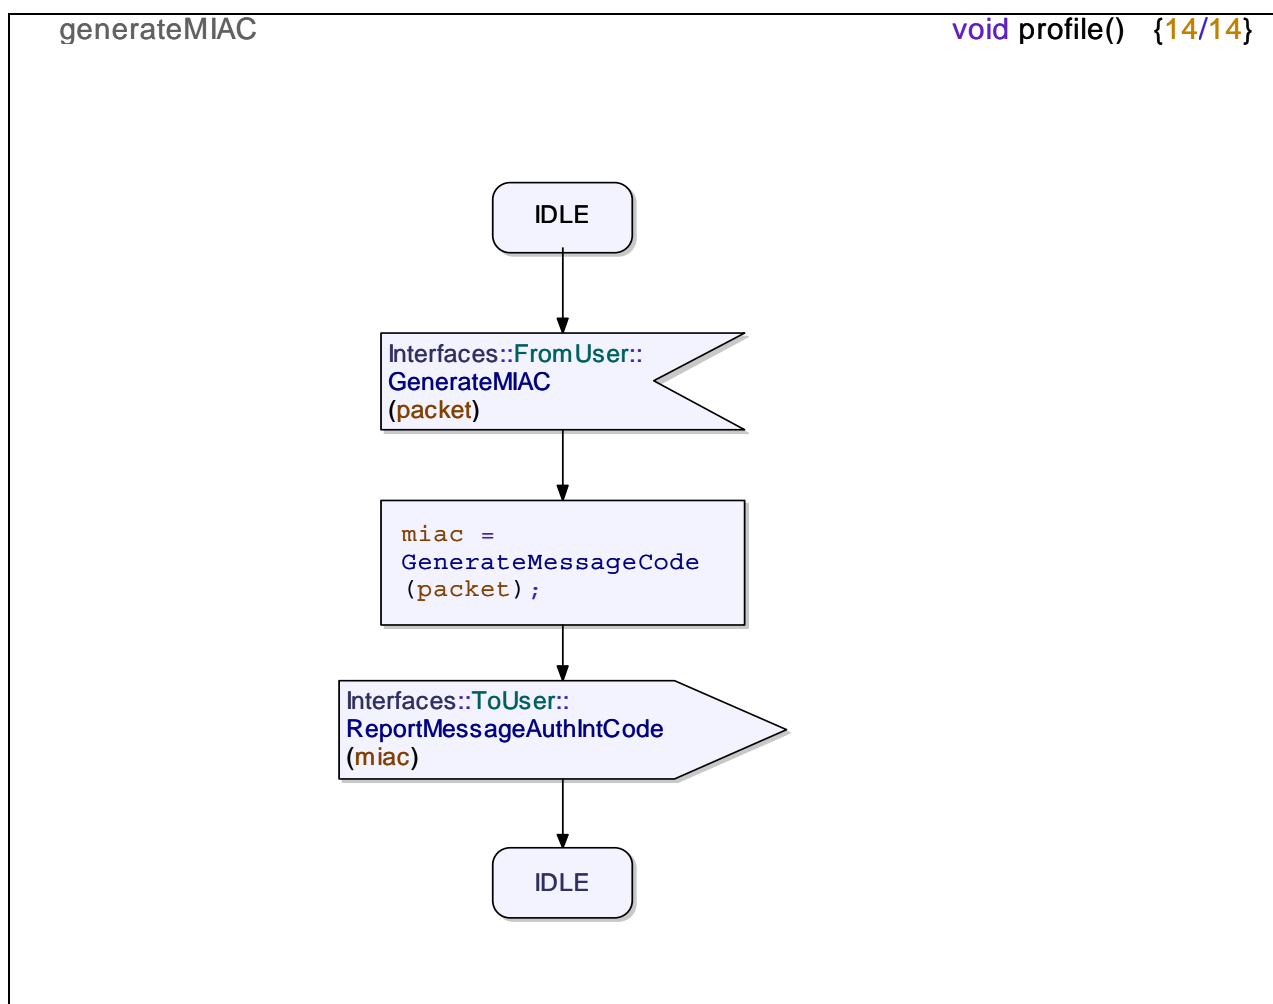 generateMIAC void profile() {14/14}
IDLE
Interfaces::FromUser::
GenerateMIAC
(packet)
miac =
GenerateMessageCode
(packet);
Interfaces::ToUser::
ReportMessageAuthIntCode
(miac)
IDLE